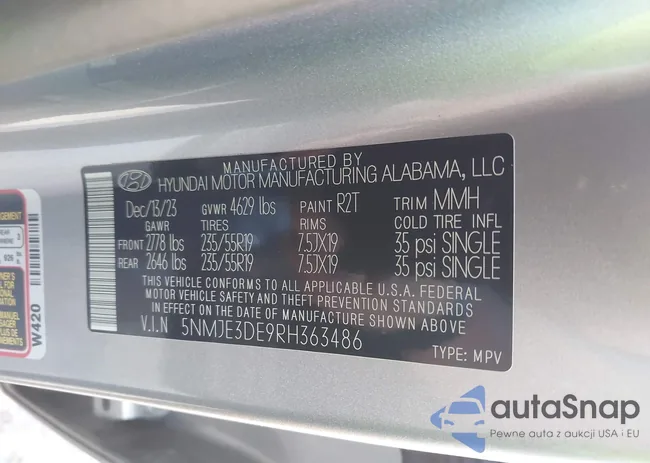 MANUFACTURED BY
HYUNDAI MOTOR MANUFACTURING ALABAMA, LLC
Dec/13/23 GVWR 4629 lbs PAINT R2T TRIM MMH
GAWR TIRES RIMS COLD TIRE INFL
FRONT 2778 lbs 235/55R19 7.5JX19 35 psi SINGLE
REAR 2646 lbs 235/55R19 7.5JX19 35 psi SINGLE
THIS VEHICLE CONFORMS TO ALL APPLICABLE U.S.A. FEDERAL
MOTOR VEHICLE SAFETY AND THEFT PREVENTION STANDARDS
IN EFFECT ON THE DATE OF MANUFACTURE SHOWN ABOVE
V.I.N 5NMJE3DE9RH363486
TYPE: MPV
W420
autaSnap
Pewne auta z aukcji USA i EU